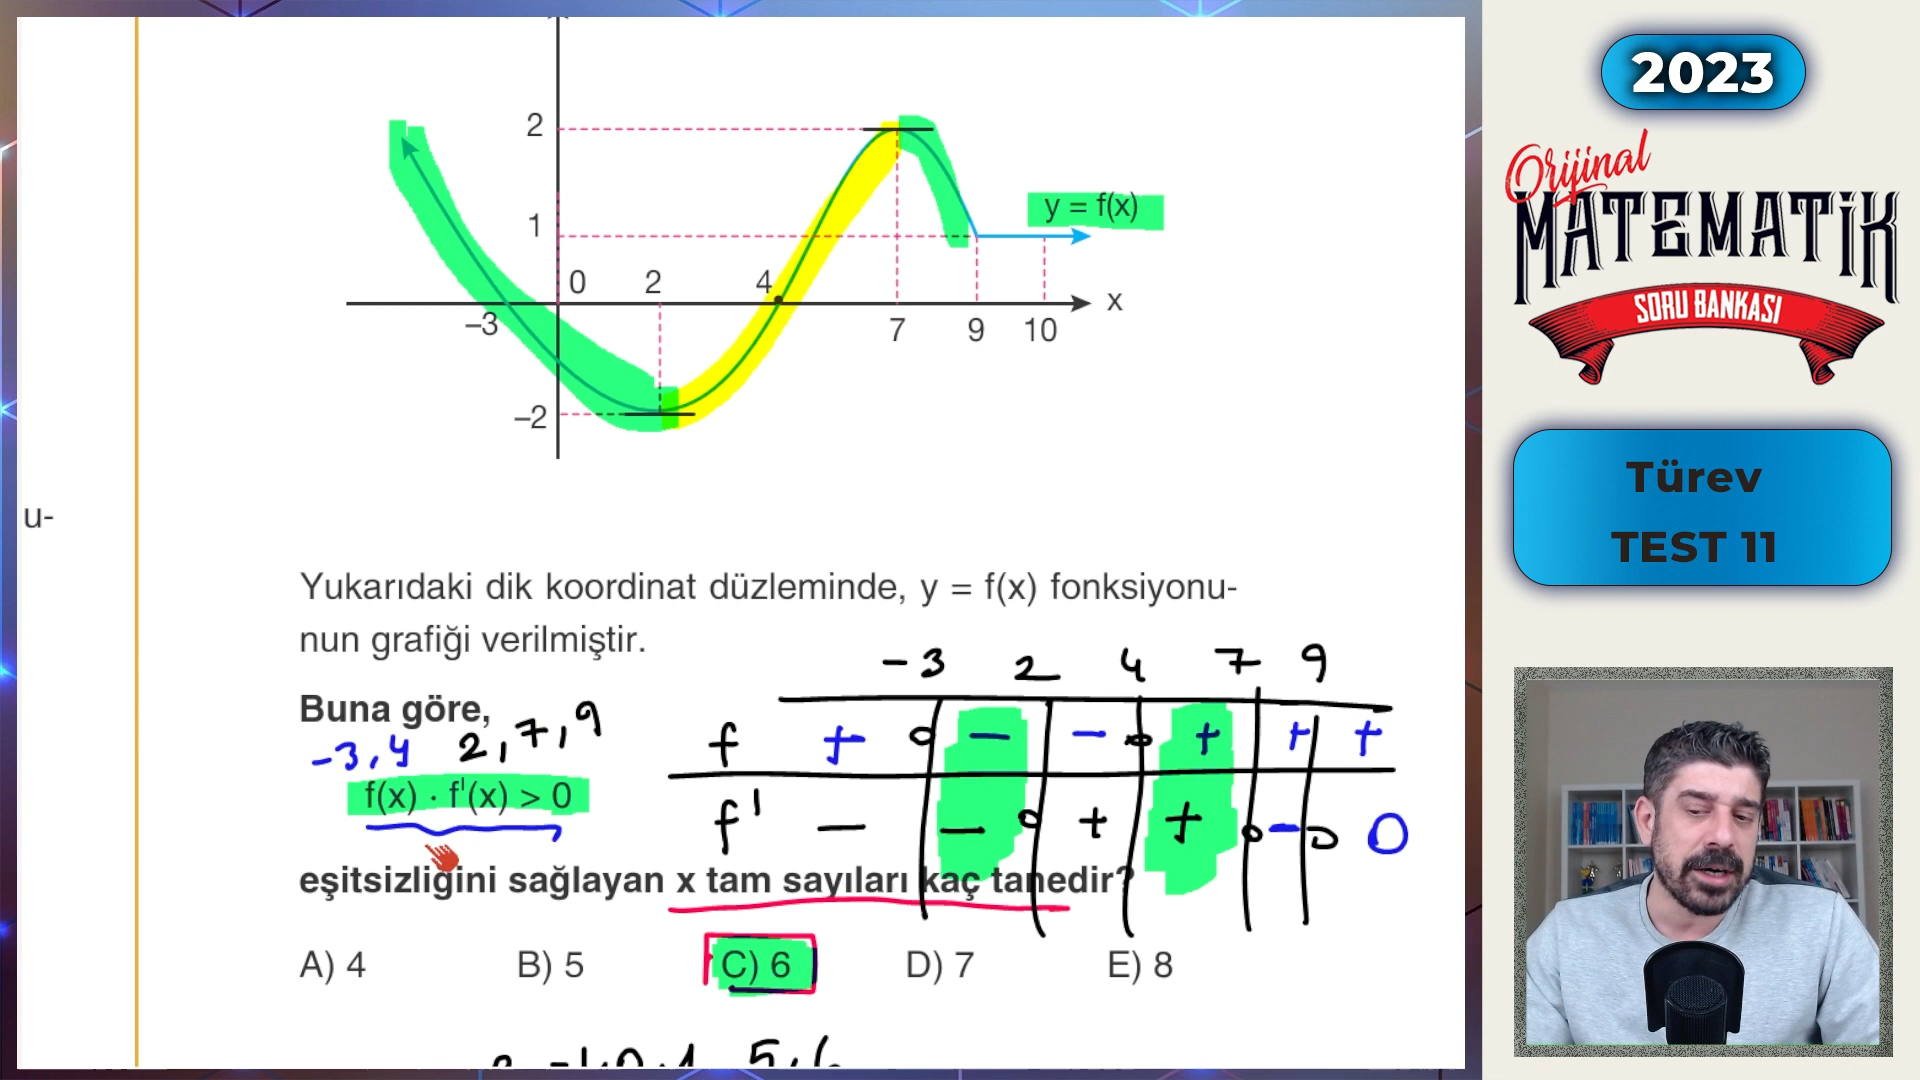 2
1
y = f(x)
0 2 4
x
−3
7 9 10
−2
u-
Yukarıdaki dik koordinat düzleminde, y = f(x) fonksiyonu-
nun grafiği verilmiştir.
-3 2 4 7 9
Buna göre,
-3,4 2,7,9
f + 0 - - 0 + + +
f(x) · f'(x) > 0
f' - - 0 + + 0 - 0 0
eşitsizliğini sağlayan x tam sayıları kaç tanedir?
A) 4 B) 5 C) 6 D) 7 E) 8
2023
Orijinal
MATEMATİK
SORU BANKASI
Türev
TEST 11